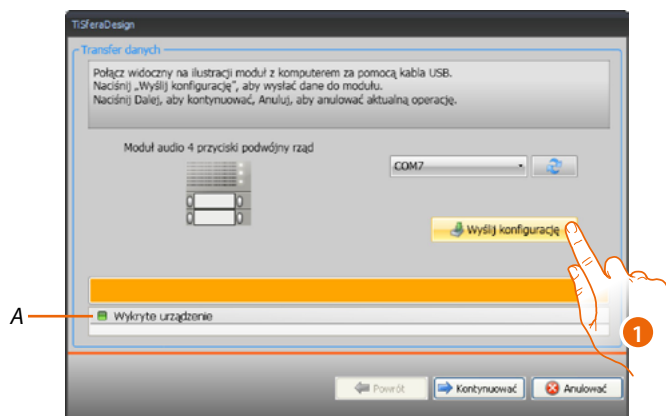 TiSferaDesign
Transfer danych
Połącz widoczny na ilustracji moduł z komputerem za pomocą kabla USB.
Naciśnij „Wyślij konfigurację”, aby wysłać dane do modułu.
Naciśnij Dalej, aby kontynuować, Anuluj, aby anulować aktualną operację.
Moduł audio 4 przyciski podwójny rząd
COM7
Wyślij konfigurację
A
Wykryte urządzenie
1
Powrót
Kontynuować
Anulować